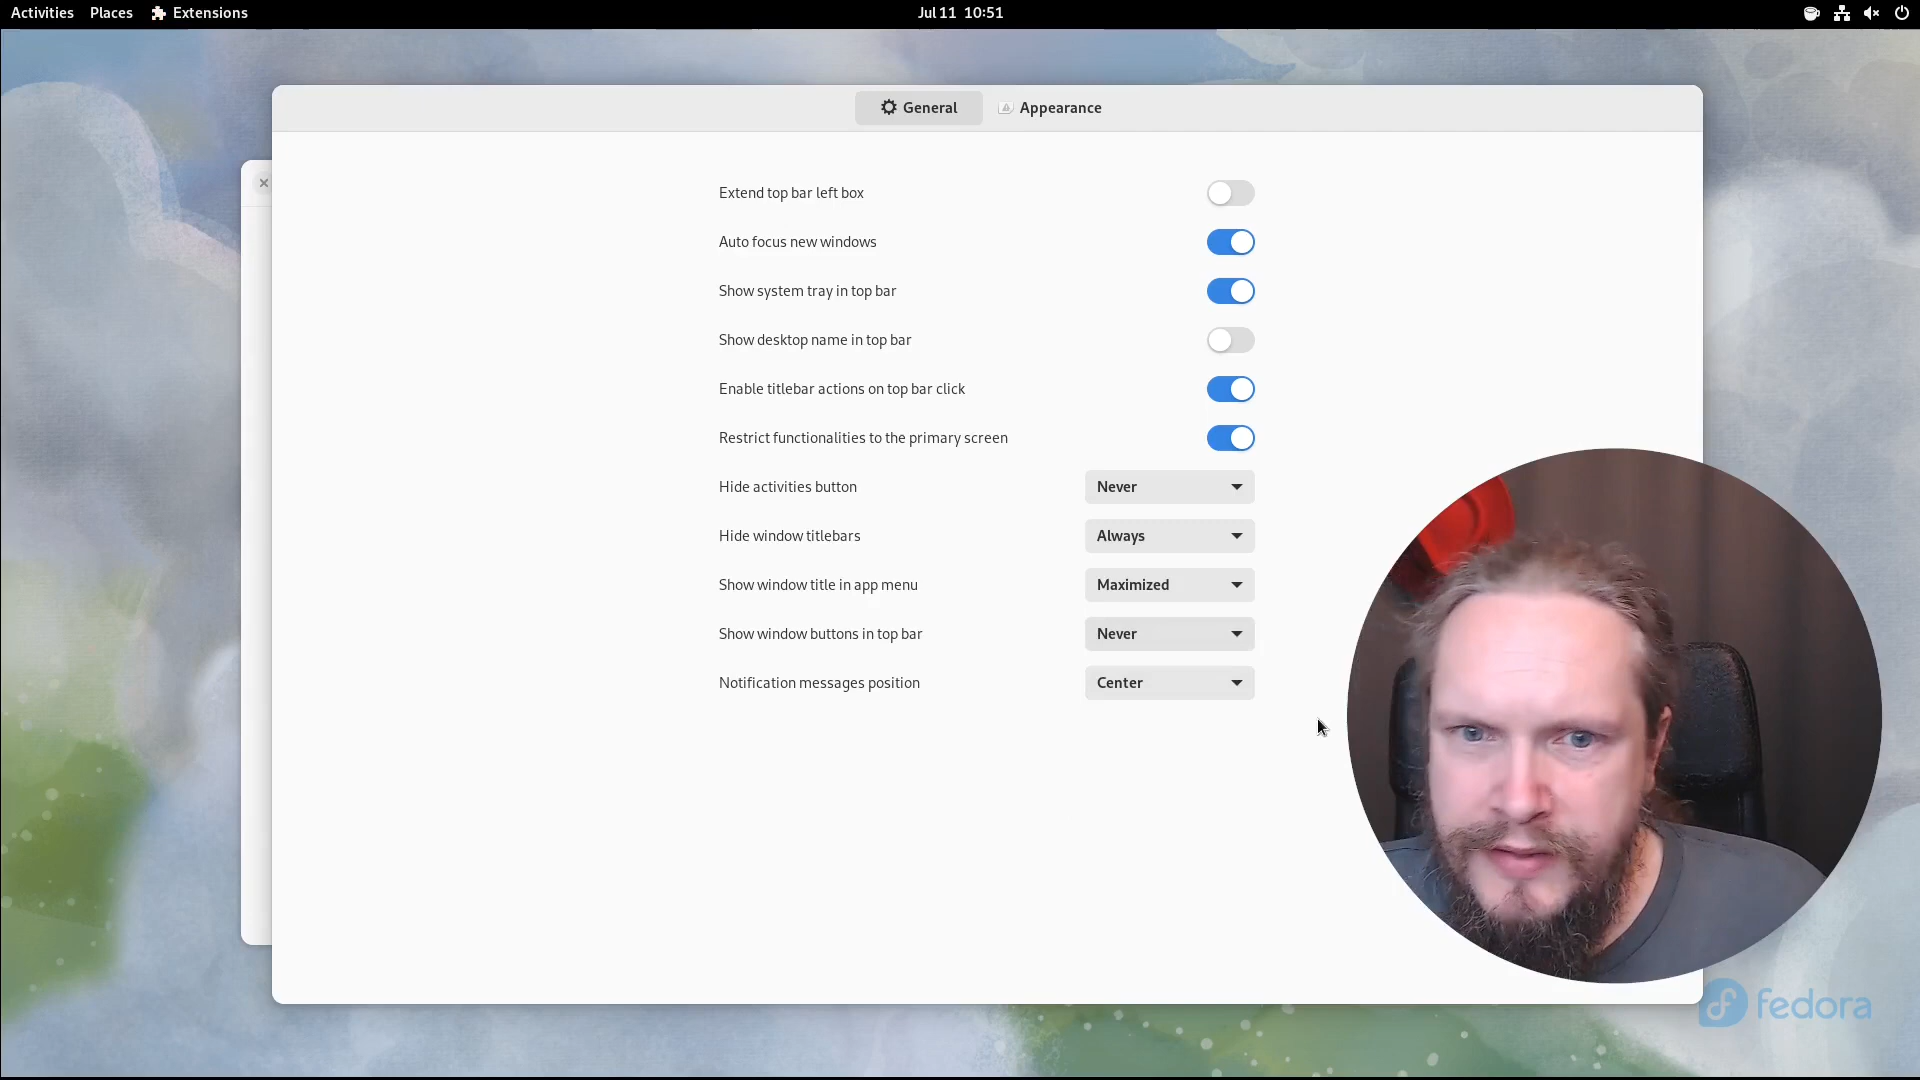 Activities Places Extensions Jul 11 10:51
General Appearance
Extend top bar left box
Auto focus new windows
Show system tray in top bar
Show desktop name in top bar
Enable titlebar actions on top bar click
Restrict functionalities to the primary screen
Hide activities button Never
Hide window titlebars Always
Show window title in app menu Maximized
Show window buttons in top bar Never
Notification messages position Center
fedora